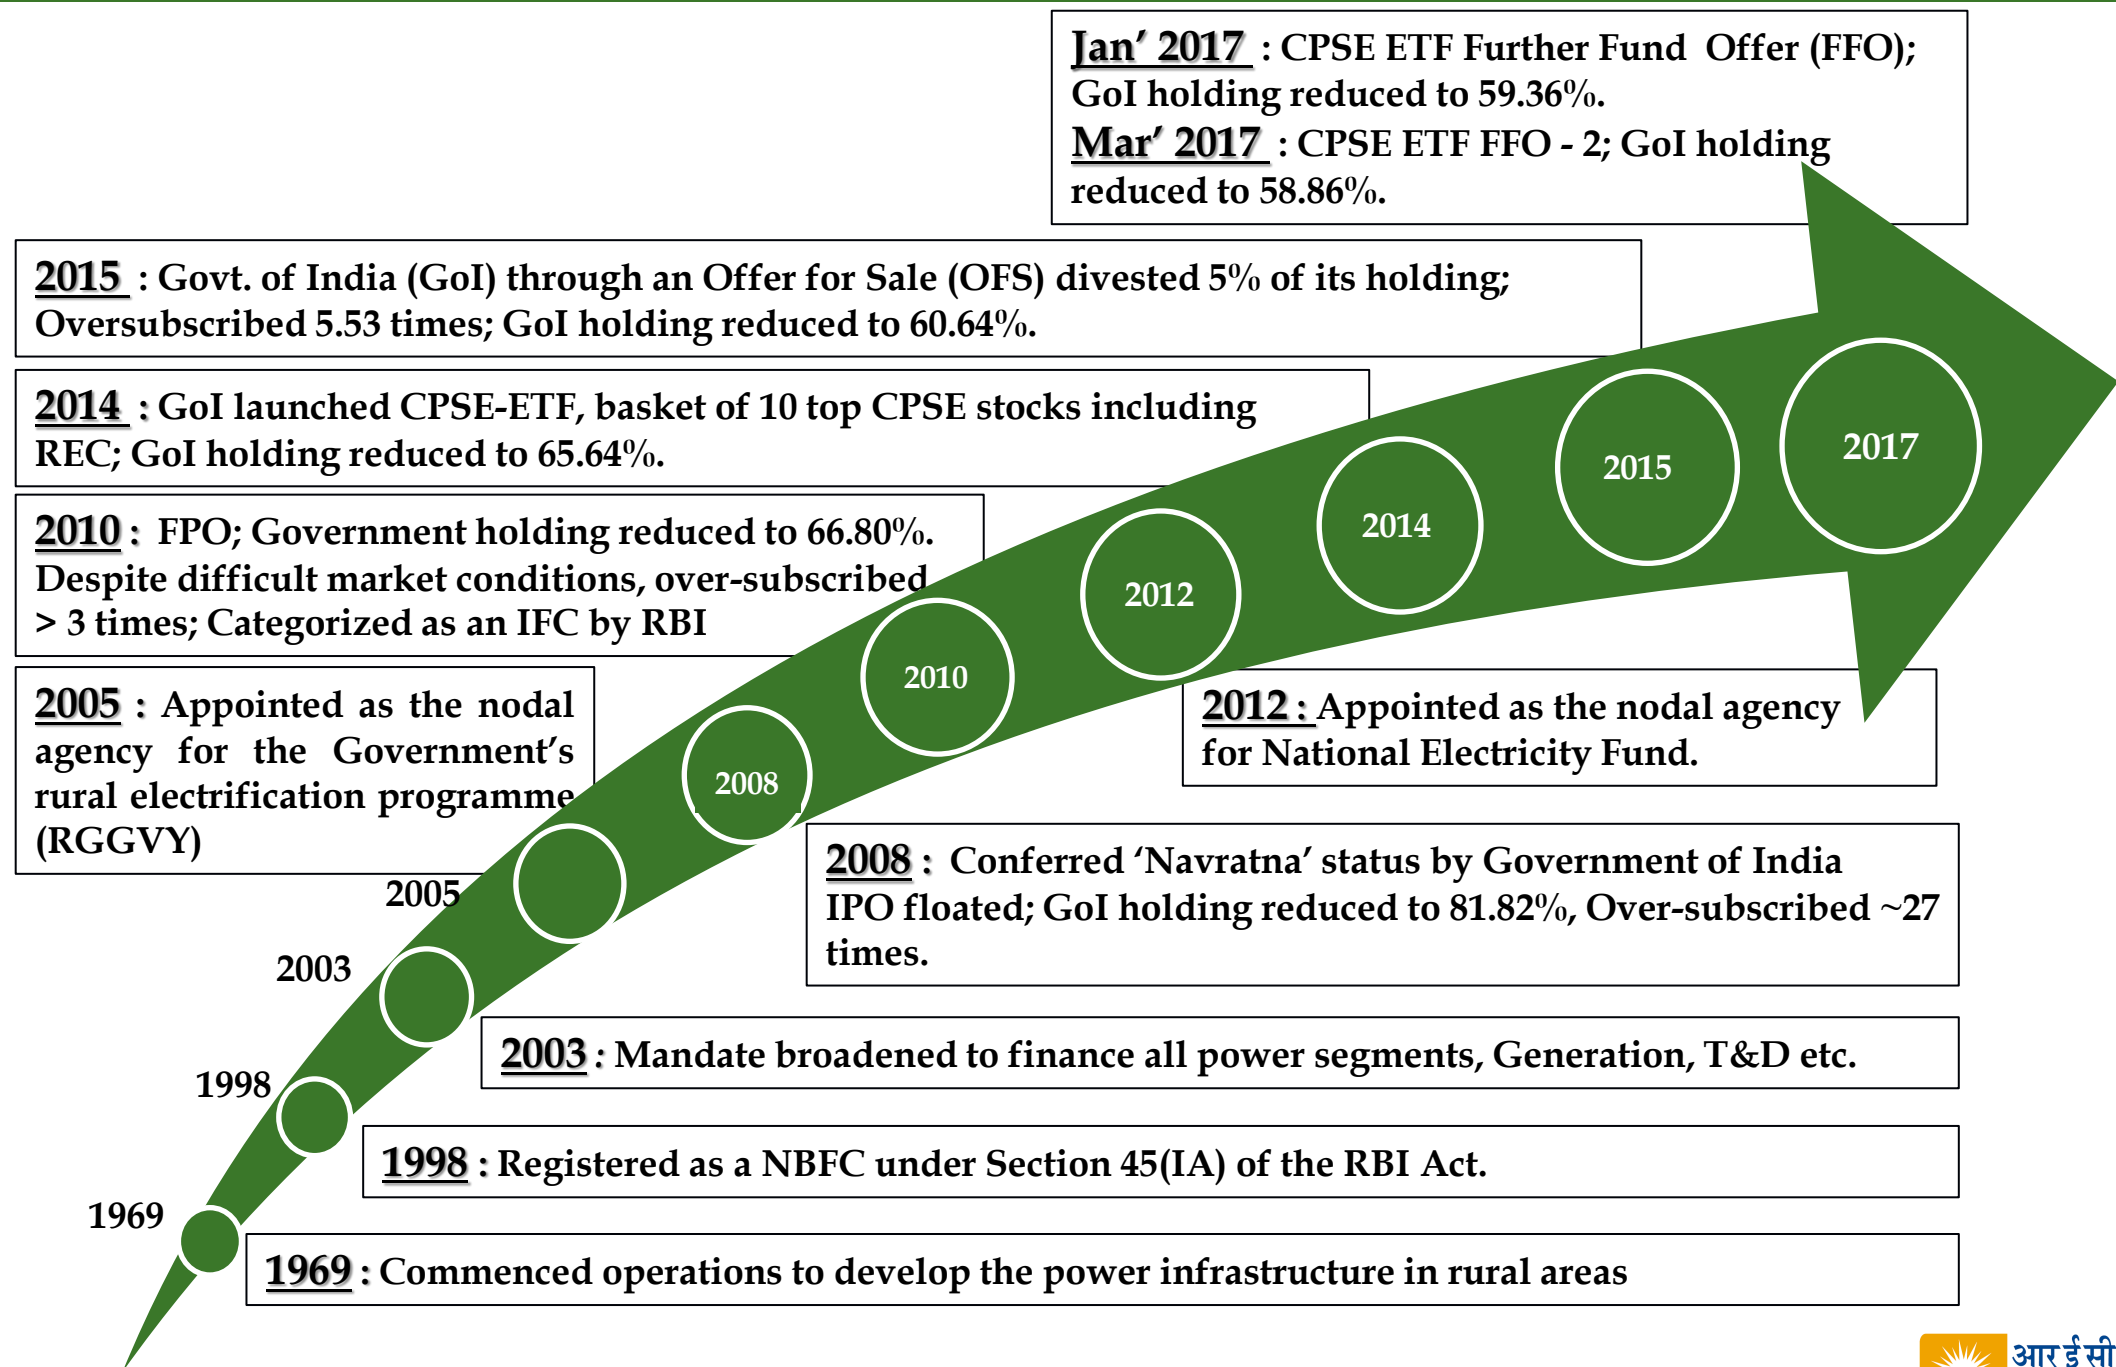 Jan’ 2017 : CPSE ETF Further Fund Offer (FFO);
GoI holding reduced to 59.36%.
Mar’ 2017 : CPSE ETF FFO - 2; GoI holding
reduced to 58.86%.
2015 : Govt. of India (GoI) through an Offer for Sale (OFS) divested 5% of its holding;
Oversubscribed 5.53 times; GoI holding reduced to 60.64%.
2014 : GoI launched CPSE-ETF, basket of 10 top CPSE stocks including
REC; GoI holding reduced to 65.64%.
2010 : FPO; Government holding reduced to 66.80%.
Despite difficult market conditions, over-subscribed
> 3 times; Categorized as an IFC by RBI
2005 : Appointed as the nodal
agency for the Government’s
rural electrification programme
(RGGVY)
2017
2015
2014
2012
2010
2008
2005
2003
1998
1969
2012 : Appointed as the nodal agency
for National Electricity Fund.
2008 : Conferred ‘Navratna’ status by Government of India
IPO floated; GoI holding reduced to 81.82%, Over-subscribed ~27
times.
2003 : Mandate broadened to finance all power segments, Generation, T&D etc.
1998 : Registered as a NBFC under Section 45(IA) of the RBI Act.
1969 : Commenced operations to develop the power infrastructure in rural areas
आर ई सी